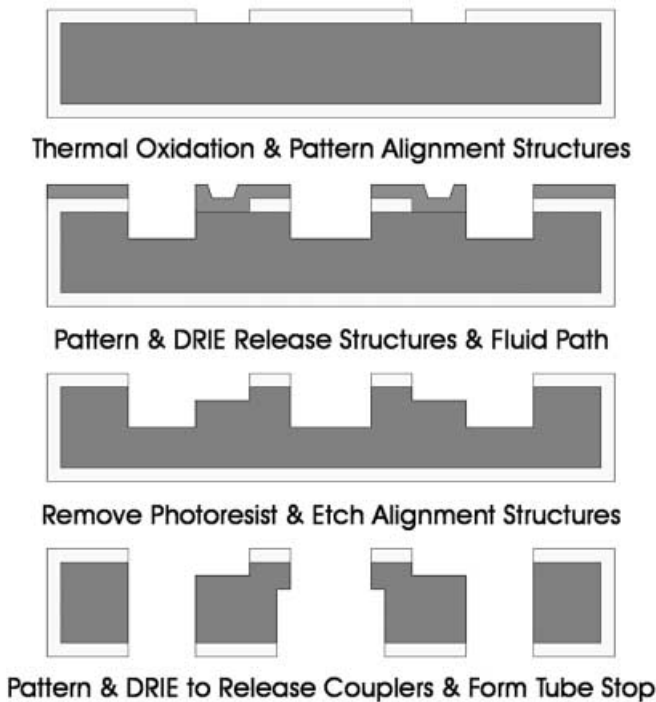 Thermal Oxidation & Pattern Alignment Structures
Pattern & DRIE Release Structures & Fluid Path
Remove Photoresist & Etch Alignment Structures
Pattern & DRIE to Release Couplers & Form Tube Stop